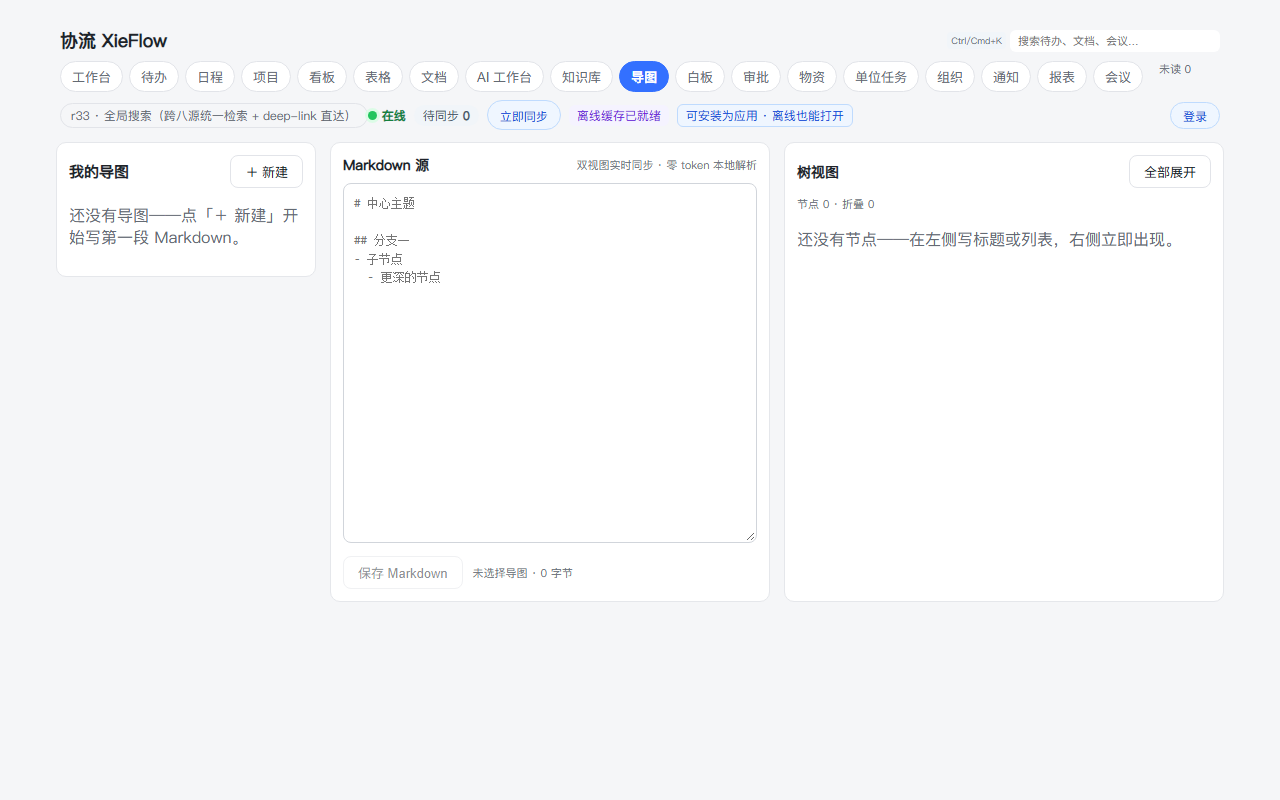 协流 XieFlow
Ctrl/Cmd+K 搜索待办、文档、会议…
工作台 待办 日程 项目 看板 表格 文档 AI 工作台 知识库 导图 白板 审批 物资 单位任务 组织 通知 报表 会议 未读 0
r33 · 全局搜索（跨八源统一检索 + deep-link 直达） 在线 待同步 0 立即同步 离线缓存已就绪 可安装为应用 · 离线也能打开 登录
我的导图 ＋ 新建
还没有导图——点「＋ 新建」开
始写第一段 Markdown。
Markdown 源 双视图实时同步 · 零 token 本地解析
# 中心主题
## 分支一
- 子节点
  - 更深的节点
保存 Markdown 未选择导图 · 0 字节
树视图 全部展开
节点 0 · 折叠 0
还没有节点——在左侧写标题或列表，右侧立即出现。